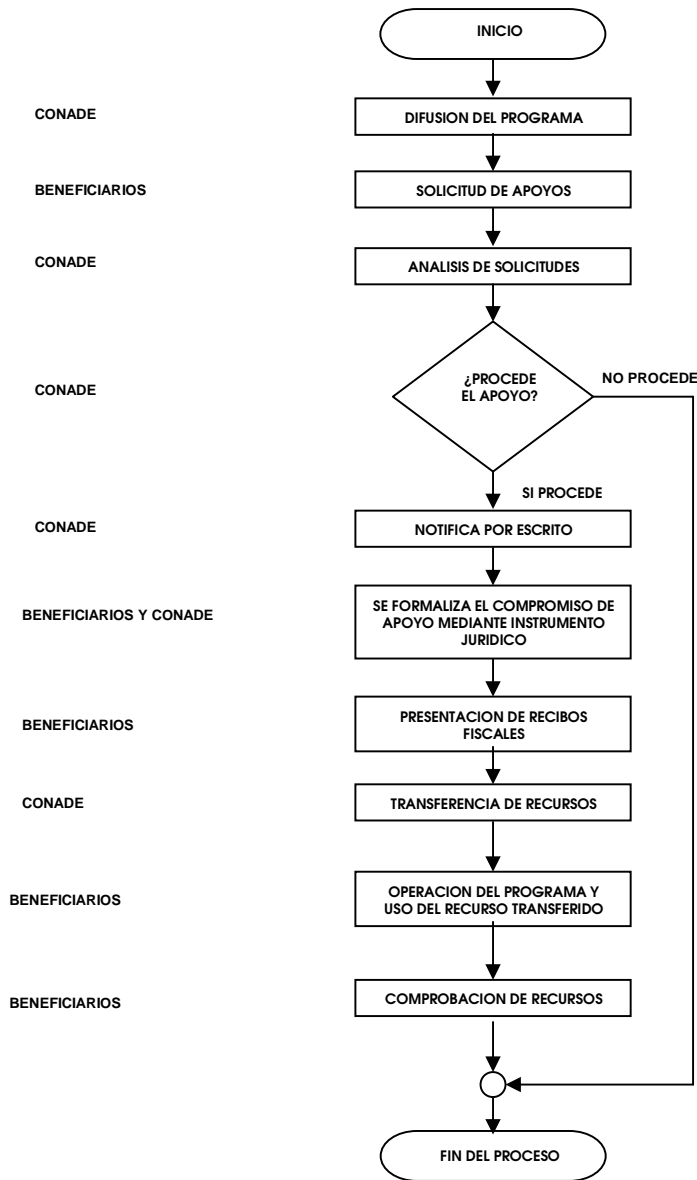 INICIO
CONADE
DIFUSION DEL PROGRAMA
BENEFICIARIOS
SOLICITUD DE APOYOS
CONADE
ANALISIS DE SOLICITUDES
CONADE
¿PROCEDE
EL APOYO?
NO PROCEDE
SI PROCEDE
CONADE
NOTIFICA POR ESCRITO
BENEFICIARIOS Y CONADE
SE FORMALIZA EL COMPROMISO DE
APOYO MEDIANTE INSTRUMENTO
JURIDICO
BENEFICIARIOS
PRESENTACION DE RECIBOS
FISCALES
CONADE
TRANSFERENCIA DE RECURSOS
BENEFICIARIOS
OPERACION DEL PROGRAMA Y
USO DEL RECURSO TRANSFERIDO
BENEFICIARIOS
COMPROBACION DE RECURSOS
FIN DEL PROCESO